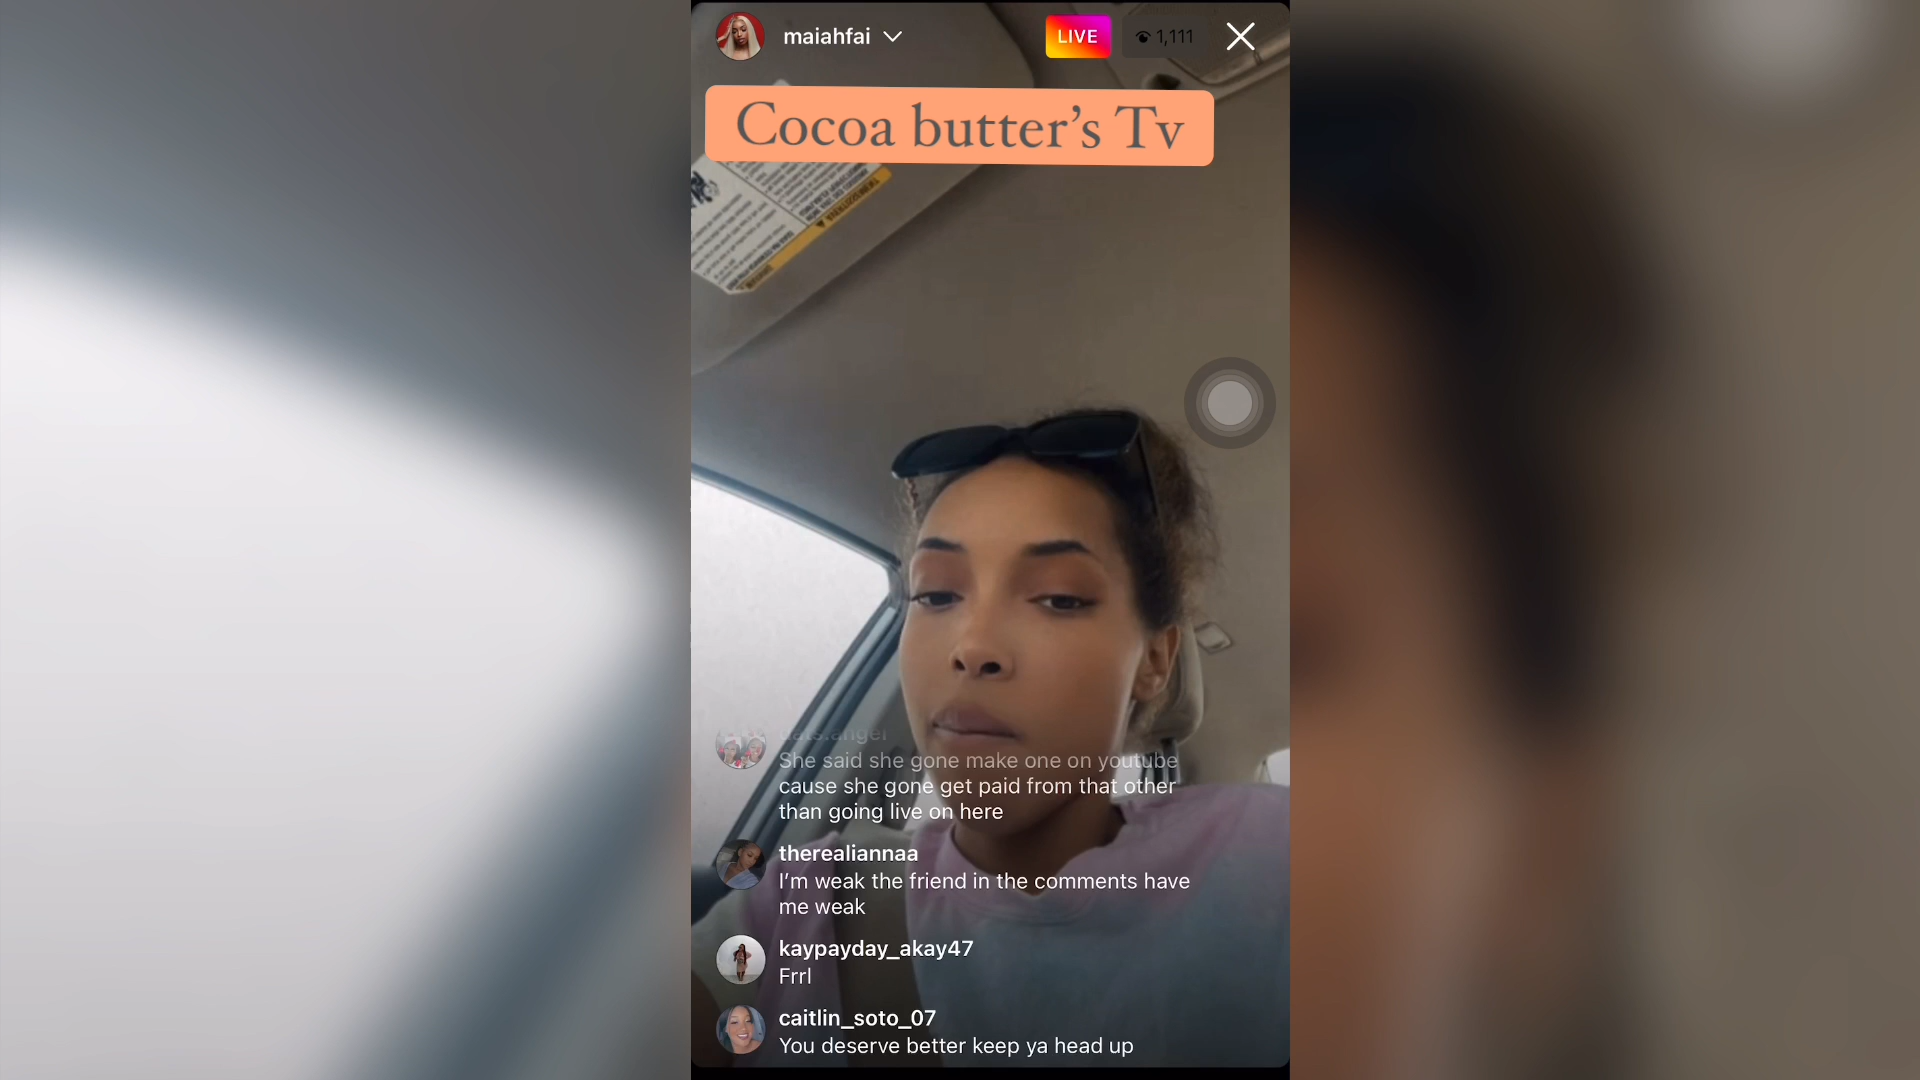 maiahfai
LIVE
1,111
Cocoa butter’s Tv
She said she gone make one on youtube
cause she gone get paid from that other
than going live on here
therealiannaa
I’m weak the friend in the comments have
me weak
kaypayday_akay47
Frrl
caitlin_soto_07
You deserve better keep ya head up